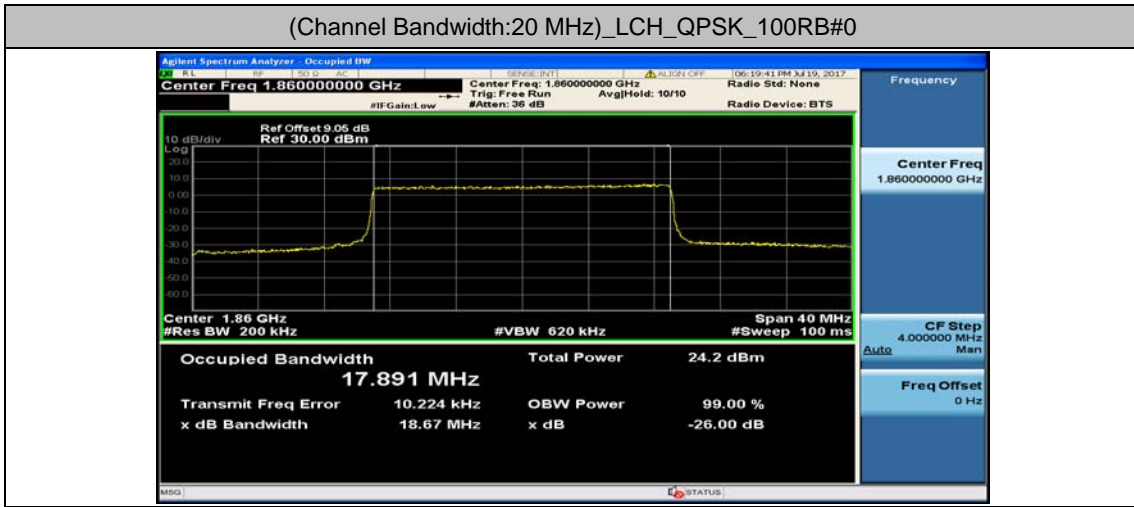 (Channel Bandwidth:20 MHz)_LCH_QPSK_100RB#0
Agilent Spectrum Analyzer - Occupied BW
LXI RL RF 50 Ω AC SENSE:INT ALIGN OFF 06:19:41 PM Jul 19, 2017
Center Freq 1.860000000 GHz Center Freq: 1.860000000 GHz Radio Std: None
Trig: Free Run Avg|Hold: 10/10
#IFGain:Low #Atten: 36 dB Radio Device: BTS
Frequency
Ref Offset 9.05 dB
10 dB/div Ref 30.00 dBm
Log
20.0
10.0
0.00
-10.0
-20.0
-30.0
-40.0
-50.0
-60.0
Center Freq
1.860000000 GHz
Center 1.86 GHz Span 40 MHz
#Res BW 200 kHz #VBW 620 kHz #Sweep 100 ms
CF Step
4.000000 MHz
Auto Man
Occupied Bandwidth Total Power 24.2 dBm
17.891 MHz
Transmit Freq Error 10.224 kHz OBW Power 99.00 %
x dB Bandwidth 18.67 MHz x dB -26.00 dB
Freq Offset
0 Hz
MSG STATUS